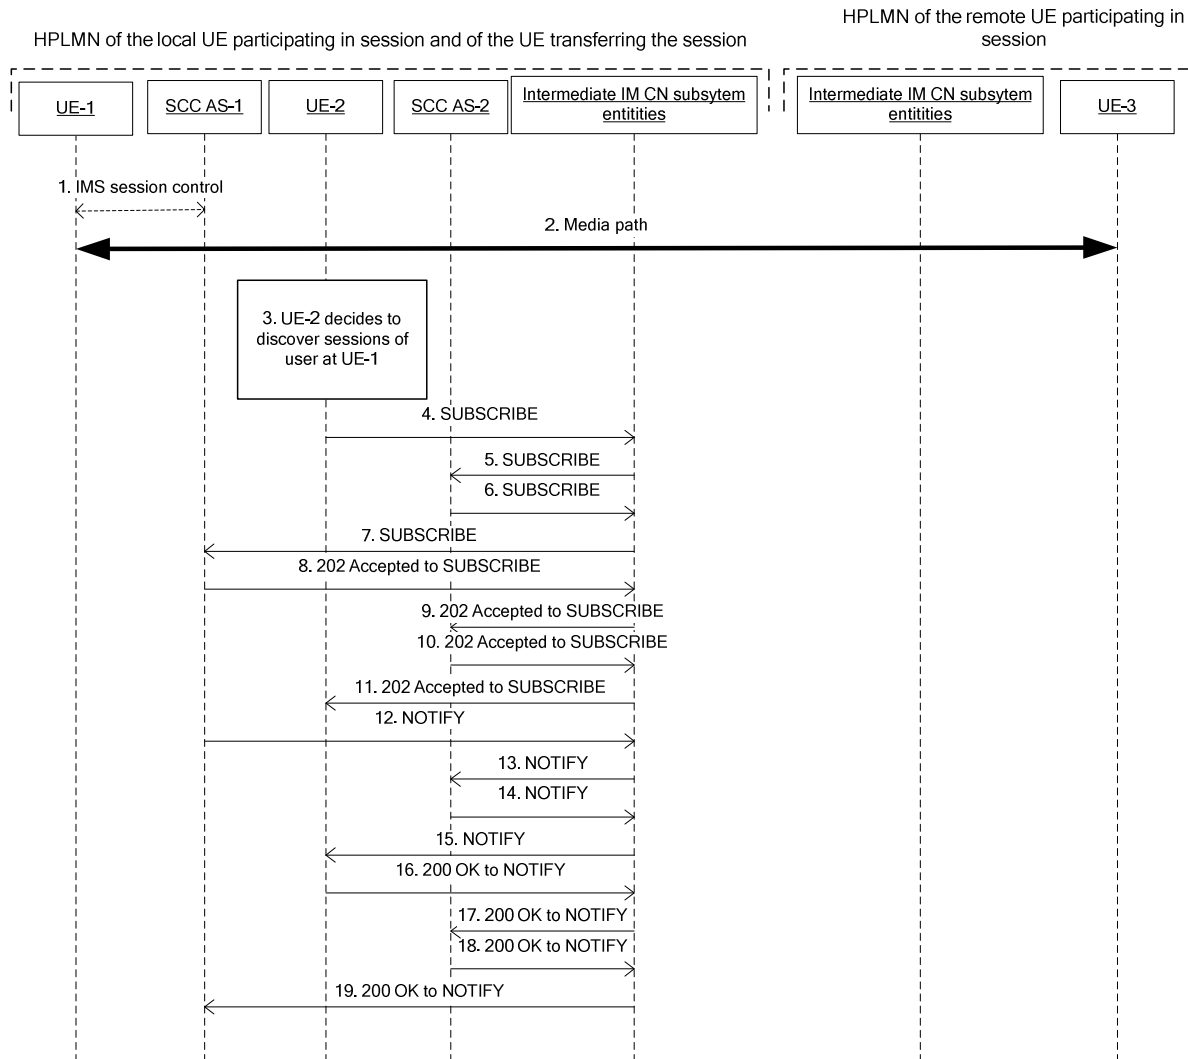 HPLMN of the local UE participating in session and of the UE transferring the session
HPLMN of the remote UE participating in
session
UE-1
SCC AS-1
UE-2
SCC AS-2
Intermediate IM CN subsytem
entitities
Intermediate IM CN subsytem
entitities
UE-3
1. IMS session control
2. Media path
3. UE-2 decides to
discover sessions of
user at UE-1
4. SUBSCRIBE
5. SUBSCRIBE
6. SUBSCRIBE
7. SUBSCRIBE
8. 202 Accepted to SUBSCRIBE
9. 202 Accepted to SUBSCRIBE
10. 202 Accepted to SUBSCRIBE
11. 202 Accepted to SUBSCRIBE
12. NOTIFY
13. NOTIFY
14. NOTIFY
15. NOTIFY
16. 200 OK to NOTIFY
17. 200 OK to NOTIFY
18. 200 OK to NOTIFY
19. 200 OK to NOTIFY